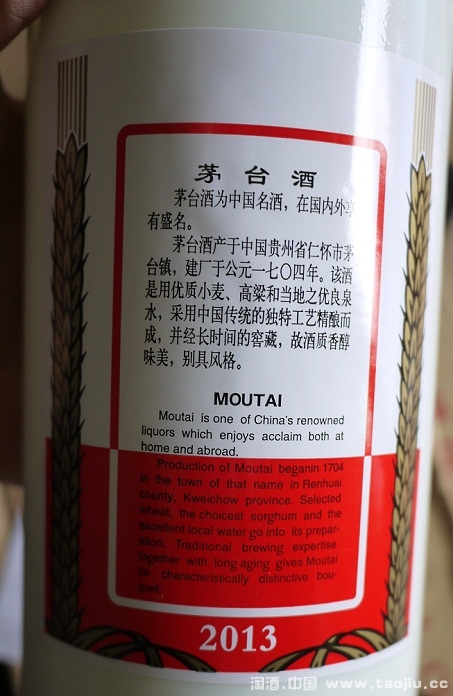 茅台酒
茅台酒为中国名酒，在国内外享
有盛名。
茅台酒产于中国贵州省仁怀市茅
台镇，建厂于公元一七〇四年。该酒
是用优质小麦、高粱和当地之优良泉
水，采用中国传统的独特工艺精酿而
成，并经长时间的窖藏，故酒质香醇
味美，别具风格。
MOUTAI
Moutai is one of China's renowned
liquors which enjoys acclaim both at
home and abroad.
Production of Moutai beganin 1704
in the town of that name in Renhuai
county, Kweichow province. Selected
wheat, the choicest sorghum and the
excellent local water go into its prepar-
ation. Traditional brewing expertise
together with long aging gives Moutai
its characteristically distinctive bou-
quet.
2013
淘酒.中国 www.taojiu.cc